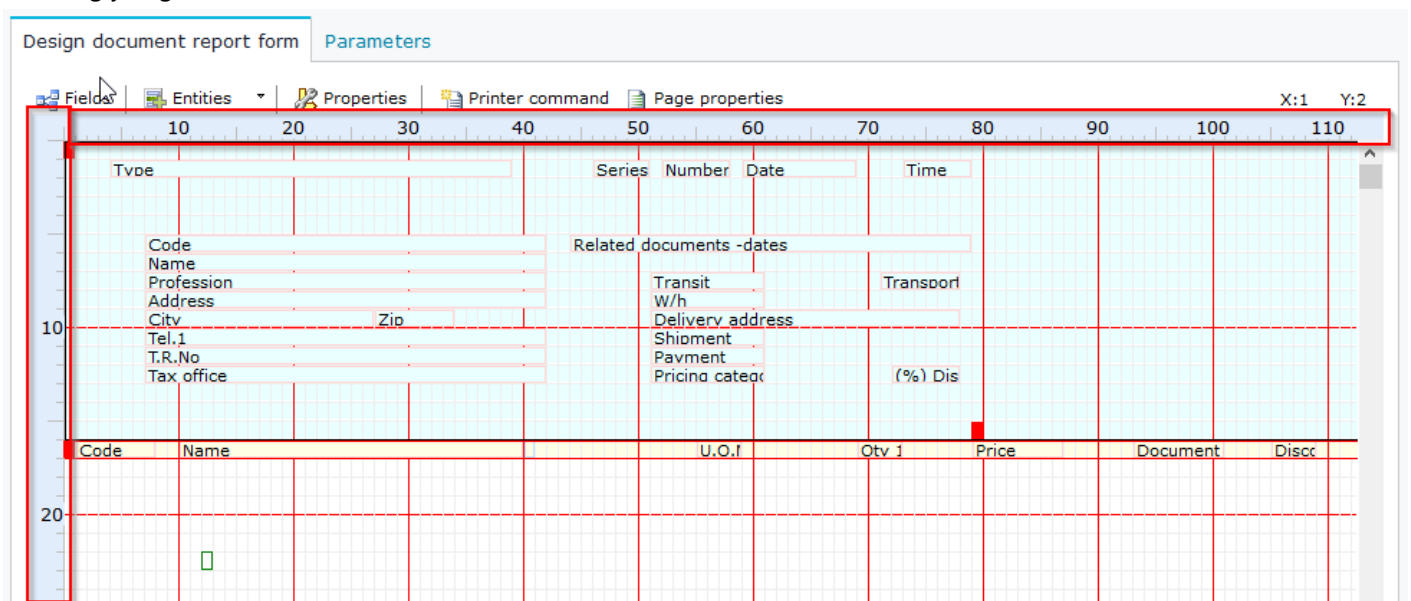 Design document report form Parameters
Fields Entities Properties Printer command Page properties X:1 Y:2
10 20 30 40 50 60 70 80 90 100 110
Type Series Number Date Time
Code Related documents -dates
Name
Profession Transit Transport
Address W/h
City Zip Delivery address
10
Tel.1 Shipment
T.R.No Payment
Tax office Pricing catego (%) Dis
Code Name U.O.M Qty 1 Price Document Disco
20